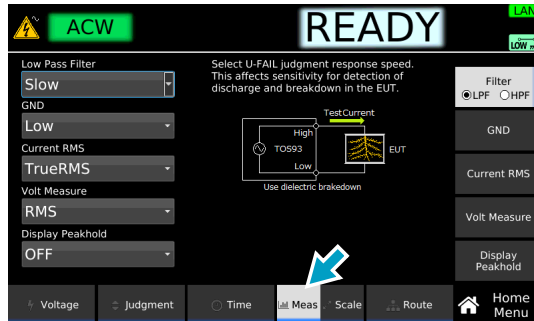 ACW
READY
LAN
LOW
Low Pass Filter
Slow
GND
Low
Current RMS
TrueRMS
Volt Measure
RMS
Display Peakhold
OFF
Select U-FAIL judgment response speed.
This affects sensitivity for detection of
discharge and breakdown in the EUT.
TestCurrent
High
TOS93
EUT
Low
Use dielectric brakedown
Filter
LPF HPF
GND
Current RMS
Volt Measure
Display
Peakhold
Voltage
Judgment
Time
Meas
Scale
Route
Home
Menu